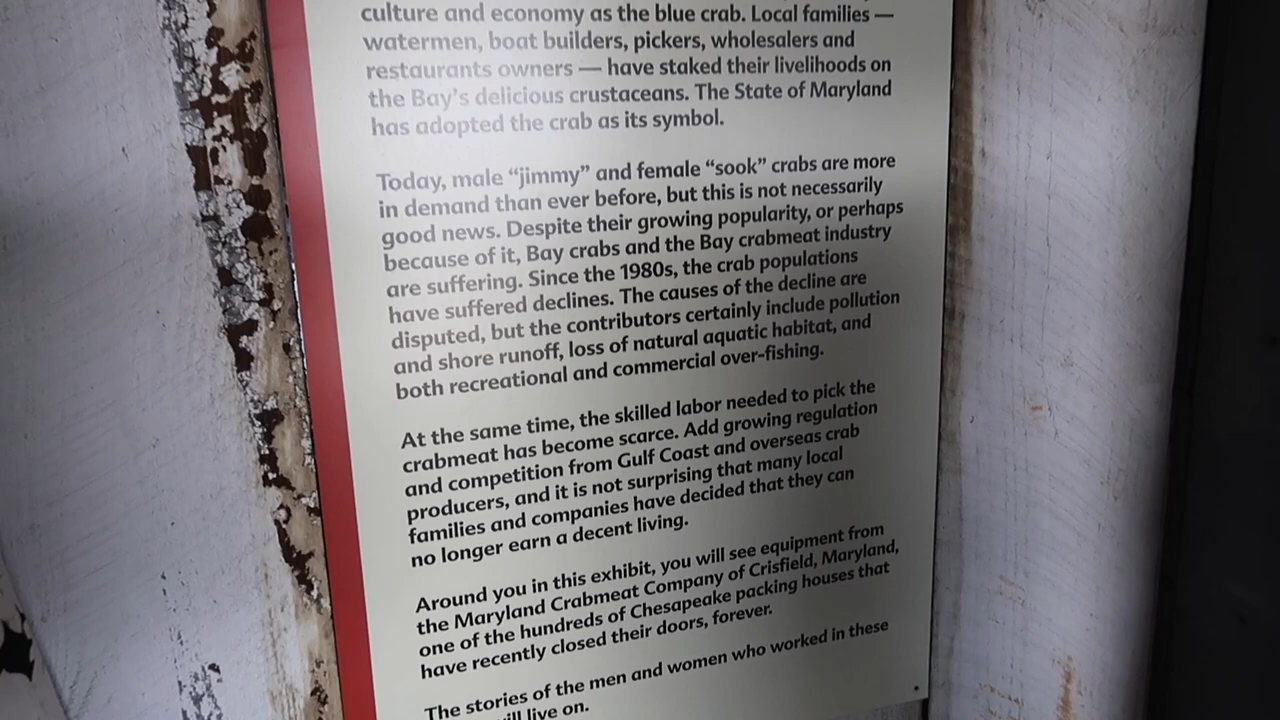 culture and economy as the blue crab. Local families —
watermen, boat builders, pickers, wholesalers and
restaurants owners — have staked their livelihoods on
the Bay's delicious crustaceans. The State of Maryland
has adopted the crab as its symbol.
Today, male “jimmy” and female “sook” crabs are more
in demand than ever before, but this is not necessarily
good news. Despite their growing popularity, or perhaps
because of it, Bay crabs and the Bay crabmeat industry
are suffering. Since the 1980s, the crab populations
have suffered declines. The causes of the decline are
disputed, but the contributors certainly include pollution
and shore runoff, loss of natural aquatic habitat, and
both recreational and commercial over-fishing.
At the same time, the skilled labor needed to pick the
crabmeat has become scarce. Add growing regulation
and competition from Gulf Coast and overseas crab
producers, and it is not surprising that many local
families and companies have decided that they can
no longer earn a decent living.
Around you in this exhibit, you will see equipment from
the Maryland Crabmeat Company of Crisfield, Maryland,
one of the hundreds of Chesapeake packing houses that
have recently closed their doors, forever.
The stories of the men and women who worked in these
will live on.